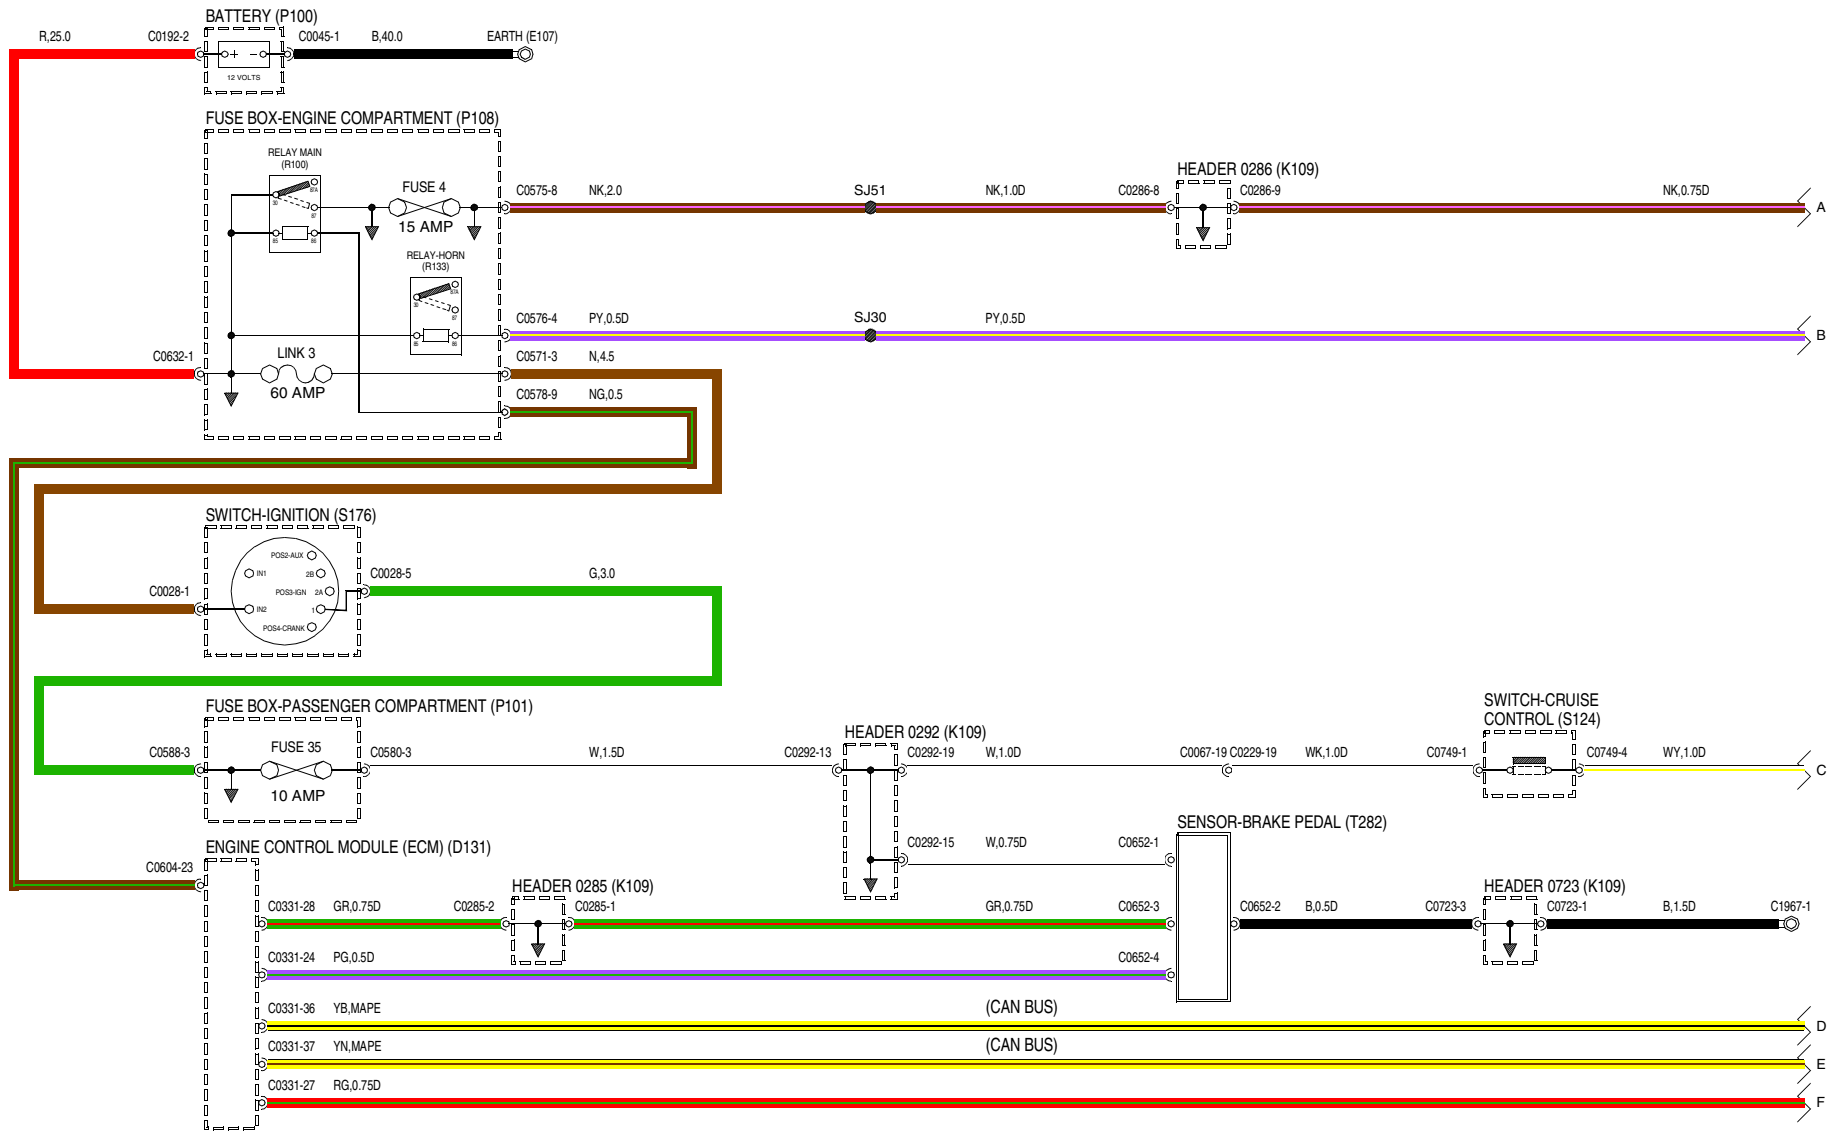 BATTERY (P100)
R,25.0 C0192-2 C0045-1 B,40.0 EARTH (E107)
+ −
12 VOLTS
FUSE BOX-ENGINE COMPARTMENT (P108)
RELAY MAIN
(R100)
87A
30
87
85 86
FUSE 4
15 AMP
C0575-8 NK,2.0 SJ51 NK,1.0D C0286-8
HEADER 0286 (K109)
C0286-9 NK,0.75D
A
RELAY-HORN
(R133)
87A
30
87
85 86
C0576-4 PY,0.5D SJ30 PY,0.5D
B
C0632-1 LINK 3 C0571-3 N,4.5
60 AMP
C0578-9 NG,0.5
SWITCH-IGNITION (S176)
POS2-AUX
IN1 2B
POS3-IGN 2A
IN2 1
POS4-CRANK
C0028-1 C0028-5 G,3.0
FUSE BOX-PASSENGER COMPARTMENT (P101)
C0588-3 FUSE 35 C0580-3 W,1.5D C0292-13
10 AMP
HEADER 0292 (K109)
C0292-19 W,1.0D C0067-19 C0229-19 WK,1.0D C0749-1
SWITCH-CRUISE
CONTROL (S124)
C0749-4 WY,1.0D
C
C0292-15 W,0.75D C0652-1
SENSOR-BRAKE PEDAL (T282)
ENGINE CONTROL MODULE (ECM) (D131)
C0604-23
C0331-28 GR,0.75D C0285-2
HEADER 0285 (K109)
C0285-1 GR,0.75D C0652-3
C0652-2 B,0.5D C0723-3
HEADER 0723 (K109)
C0723-1 B,1.5D C1967-1
C0331-24 PG,0.5D C0652-4
C0331-36 YB,MAPE (CAN BUS)
D
C0331-37 YN,MAPE (CAN BUS)
E
C0331-27 RG,0.75D
F